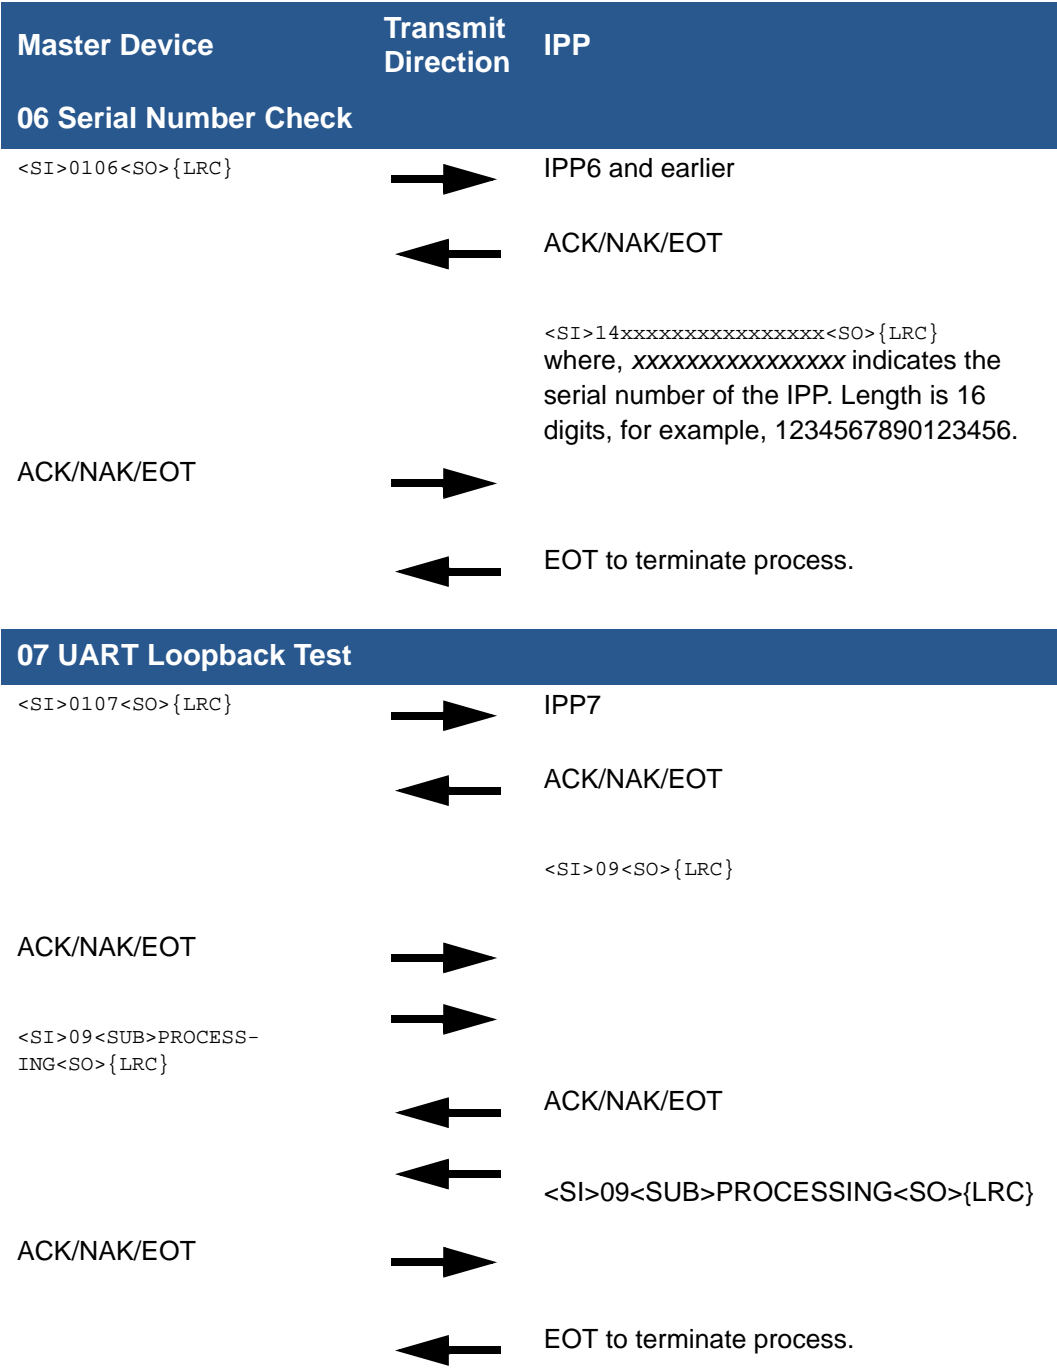 Master Device
Transmit
Direction
IPP
06 Serial Number Check
<SI>0106<SO>{LRC}
IPP6 and earlier
ACK/NAK/EOT
<SI>14xxxxxxxxxxxxxxxx<SO>{LRC}
where, xxxxxxxxxxxxxxxx indicates the
serial number of the IPP. Length is 16
digits, for example, 1234567890123456.
ACK/NAK/EOT
EOT to terminate process.
07 UART Loopback Test
<SI>0107<SO>{LRC}
IPP7
ACK/NAK/EOT
<SI>09<SO>{LRC}
ACK/NAK/EOT
<SI>09<SUB>PROCESS-
ING<SO>{LRC}
ACK/NAK/EOT
<SI>09<SUB>PROCESSING<SO>{LRC}
ACK/NAK/EOT
EOT to terminate process.